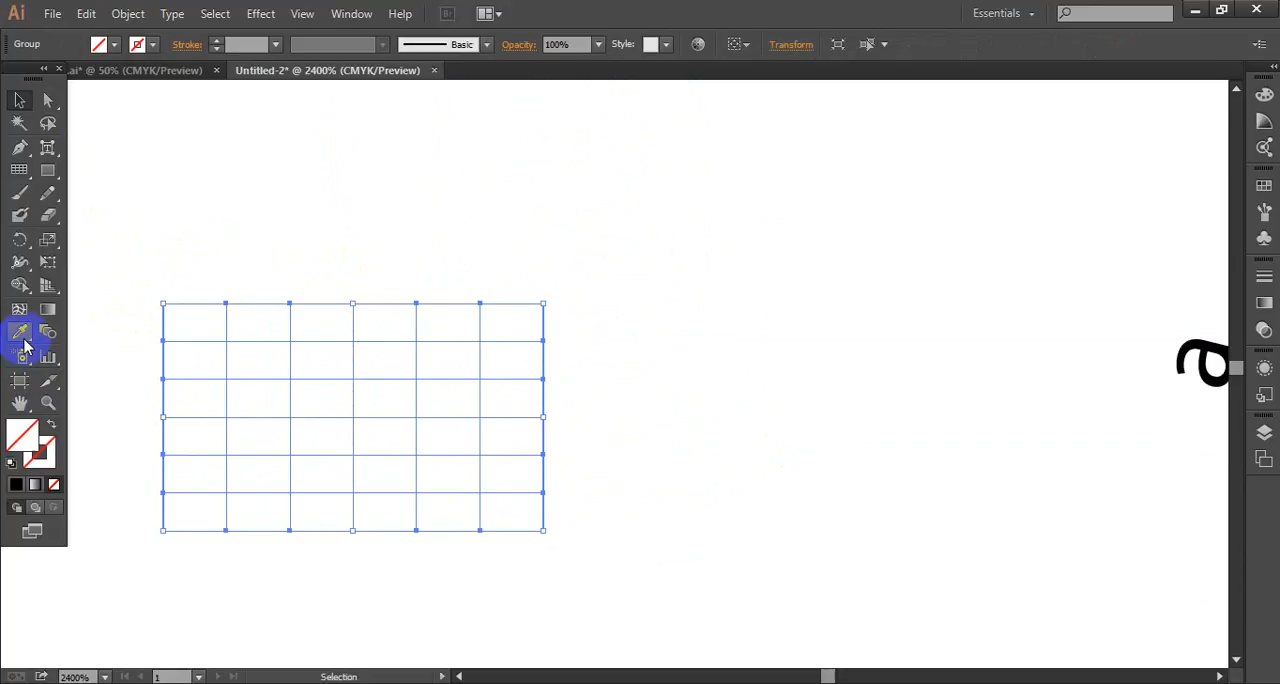 Ai File Edit Object Type Select Effect View Window Help Br Essentials
Group Stroke: Basic Opacity: 100% Style: Transform
.ai* @ 50% (CMYK/Preview) × Untitled-2* @ 2400% (CMYK/Preview) ×
T
a
2400% 1 Selection